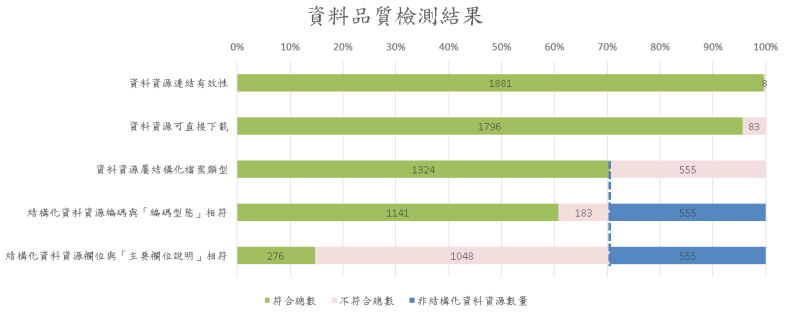 資料品質檢測結果
0% 10% 20% 30% 40% 50% 60% 70% 80% 90% 100%
資料資源連結有效性 1881 8
資料資源可直接下載 1796 83
資料資源屬結構化檔案類型 1324 555
結構化資料資源編碼與「編碼型態」相符 1141 183 555
結構化資料資源欄位與「主要欄位說明」相符 276 1048 555
符合總數 不符合總數 非結構化資料資源數量